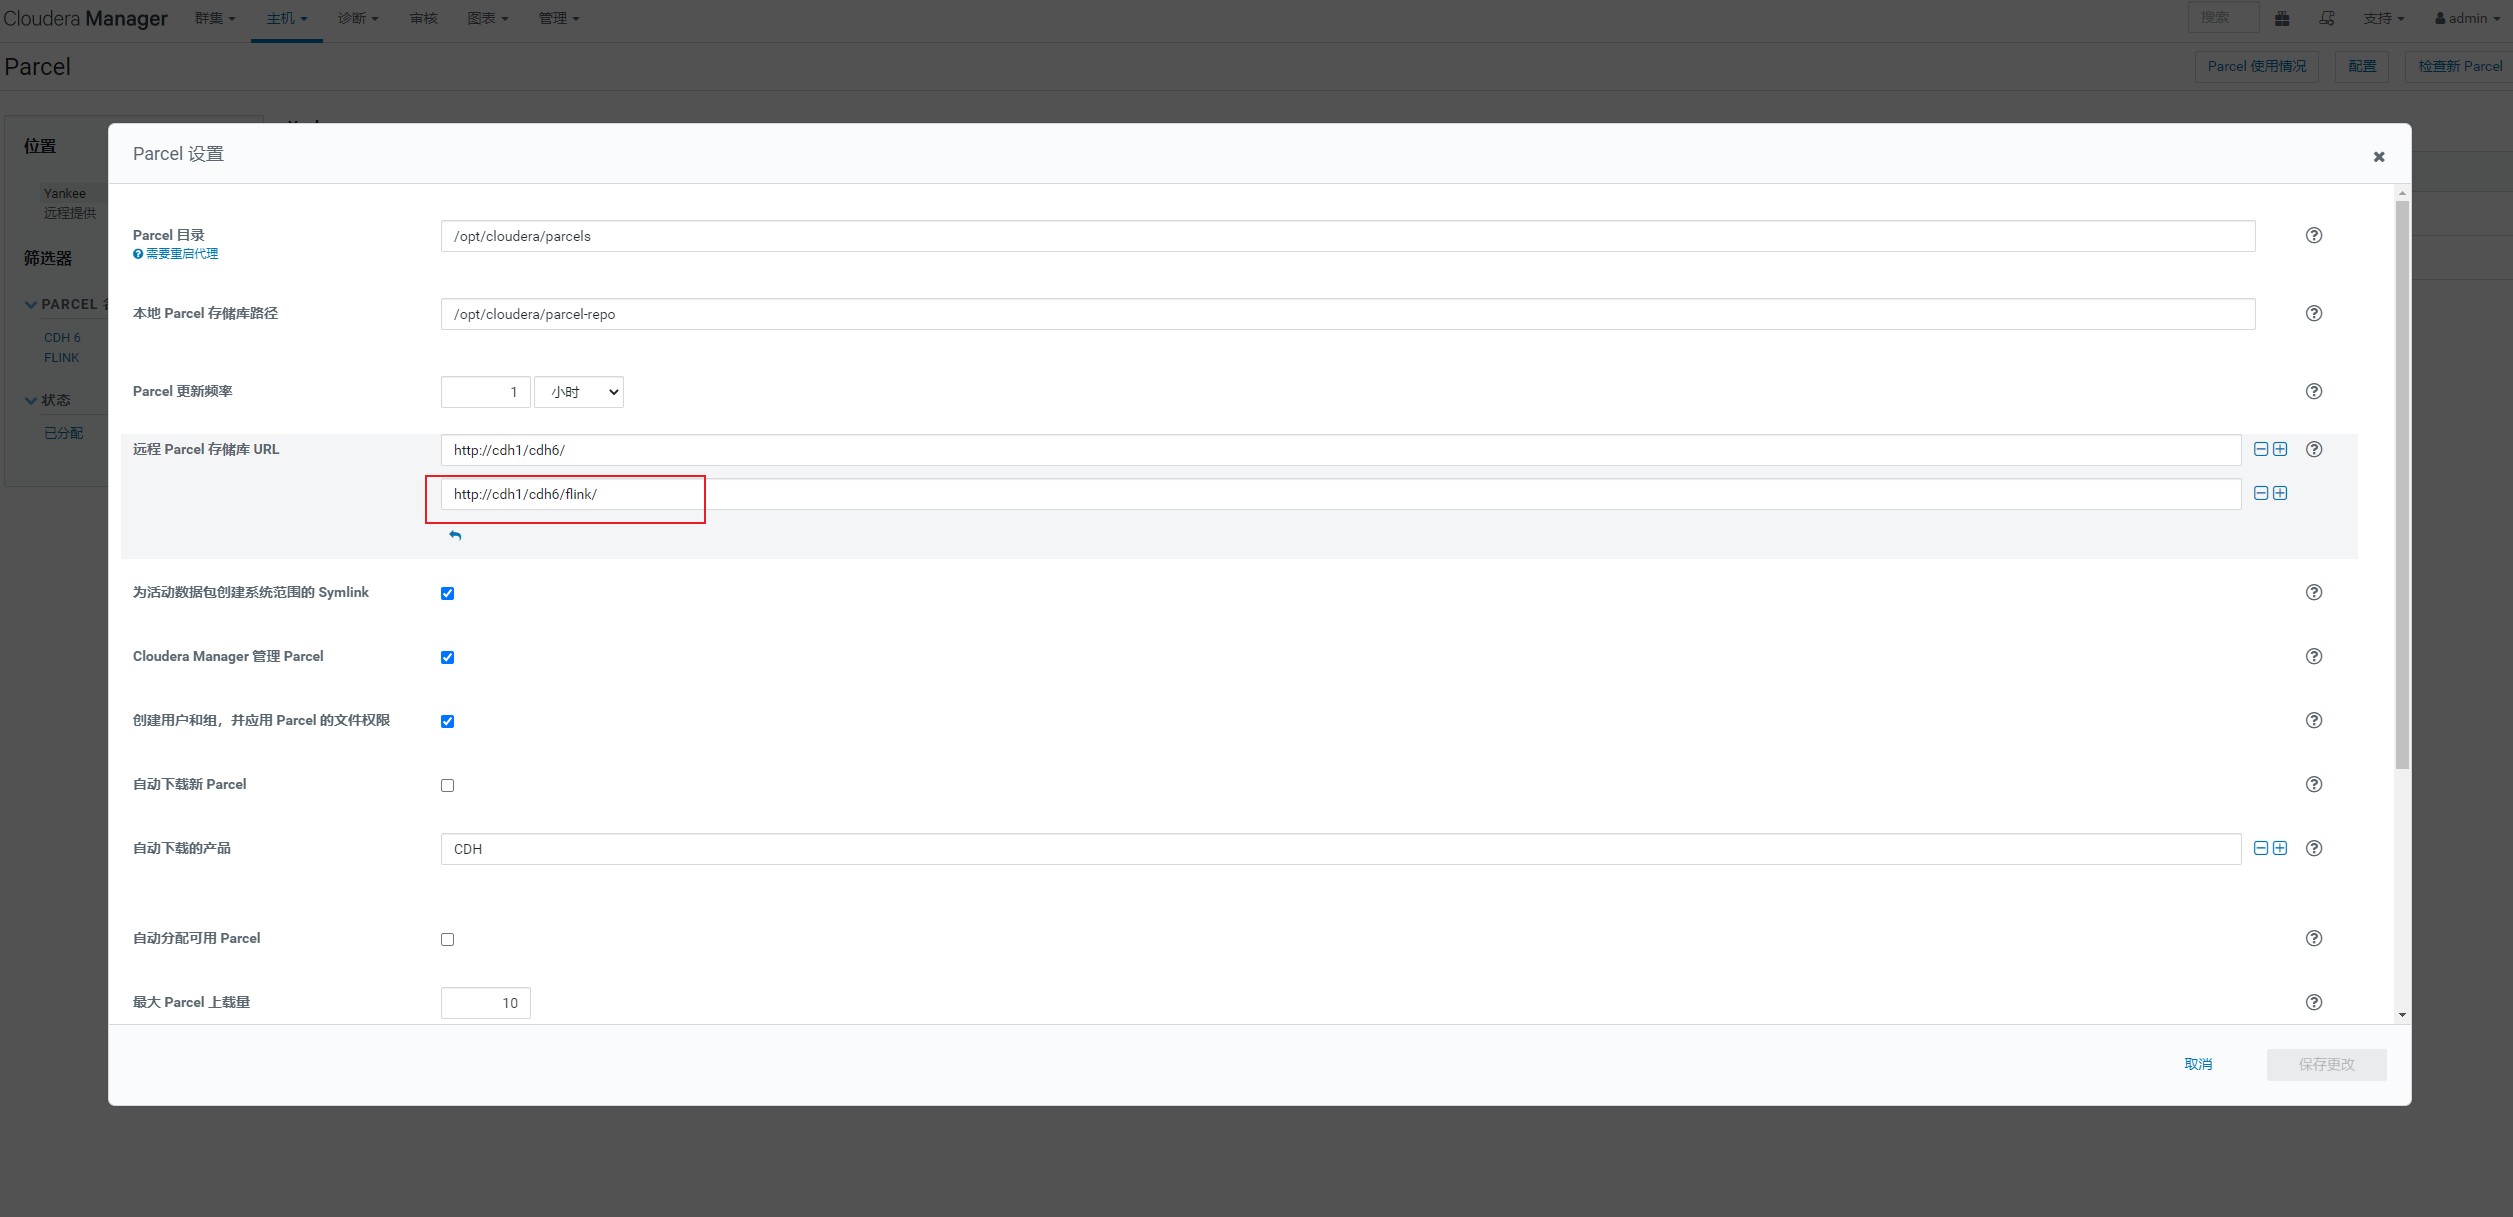 Cloudera Manager 群集 主机 诊断 审核 图表 管理 搜索 支持 admin
Parcel Parcel 使用情况 配置 检查新 Parcel
位置
Yankee
远程提供
筛选器
PARCEL
CDH 6
FLINK
状态
已分配
Parcel 设置
Parcel 目录 /opt/cloudera/parcels
需要重启代理
本地 Parcel 存储库路径 /opt/cloudera/parcel-repo
Parcel 更新频率 1 小时
远程 Parcel 存储库 URL http://cdh1/cdh6/
http://cdh1/cdh6/flink/
为活动数据包创建系统范围的 Symlink
Cloudera Manager 管理 Parcel
创建用户和组，并应用 Parcel 的文件权限
自动下载新 Parcel
自动下载的产品 CDH
自动分配可用 Parcel
最大 Parcel 上载量 10
取消 保存更改